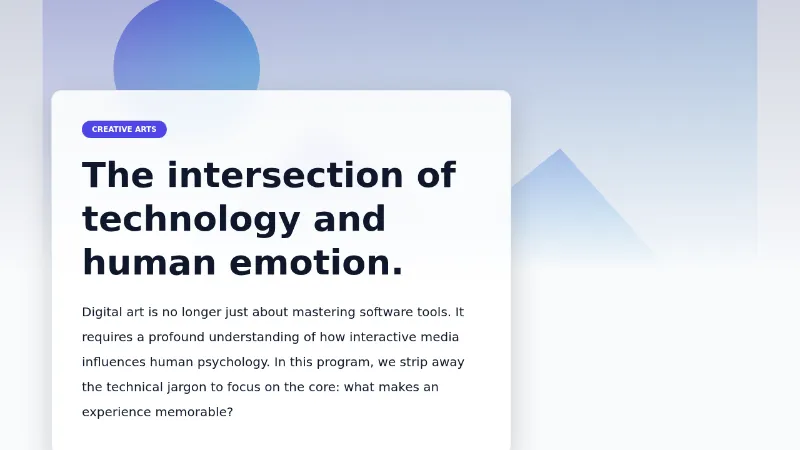 CREATIVE ARTS
The intersection of
technology and
human emotion.
Digital art is no longer just about mastering software tools. It
requires a profound understanding of how interactive media
influences human psychology. In this program, we strip away
the technical jargon to focus on the core: what makes an
experience memorable?